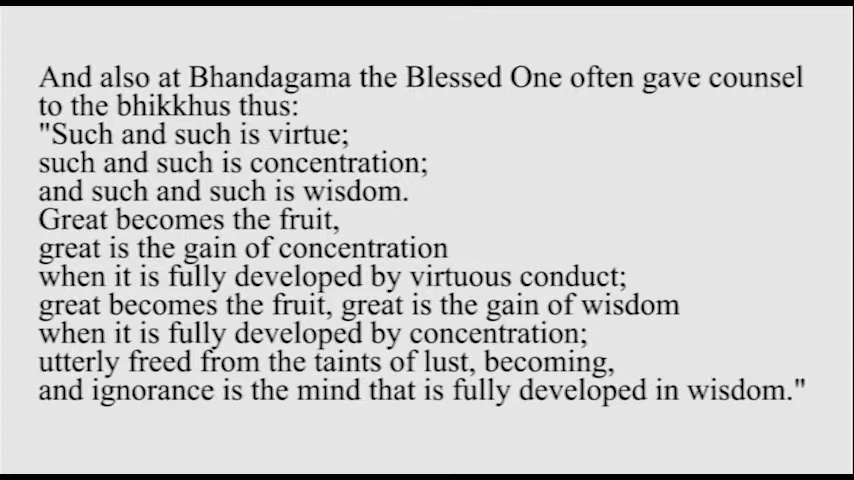 And also at Bhandagama the Blessed One often gave counsel
to the bhikkhus thus:
"Such and such is virtue;
such and such is concentration;
and such and such is wisdom.
Great becomes the fruit,
great is the gain of concentration
when it is fully developed by virtuous conduct;
great becomes the fruit, great is the gain of wisdom
when it is fully developed by concentration;
utterly freed from the taints of lust, becoming,
and ignorance is the mind that is fully developed in wisdom."